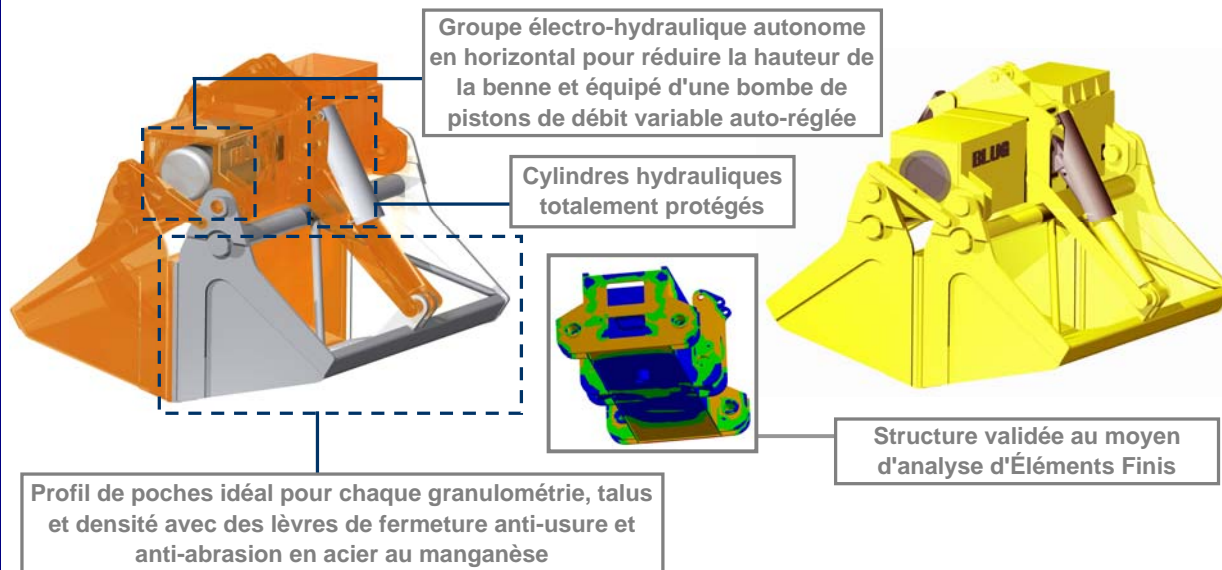 Groupe électro-hydraulique autonome
en horizontal pour réduire la hauteur de
la benne et équipé d'une bombe de
pistons de débit variable auto-réglée
Cylindres hydrauliques
totalement protégés
BLUG
Structure validée au moyen
d'analyse d'Éléments Finis
Profil de poches idéal pour chaque granulométrie, talus
et densité avec des lèvres de fermeture anti-usure et
anti-abrasion en acier au manganèse